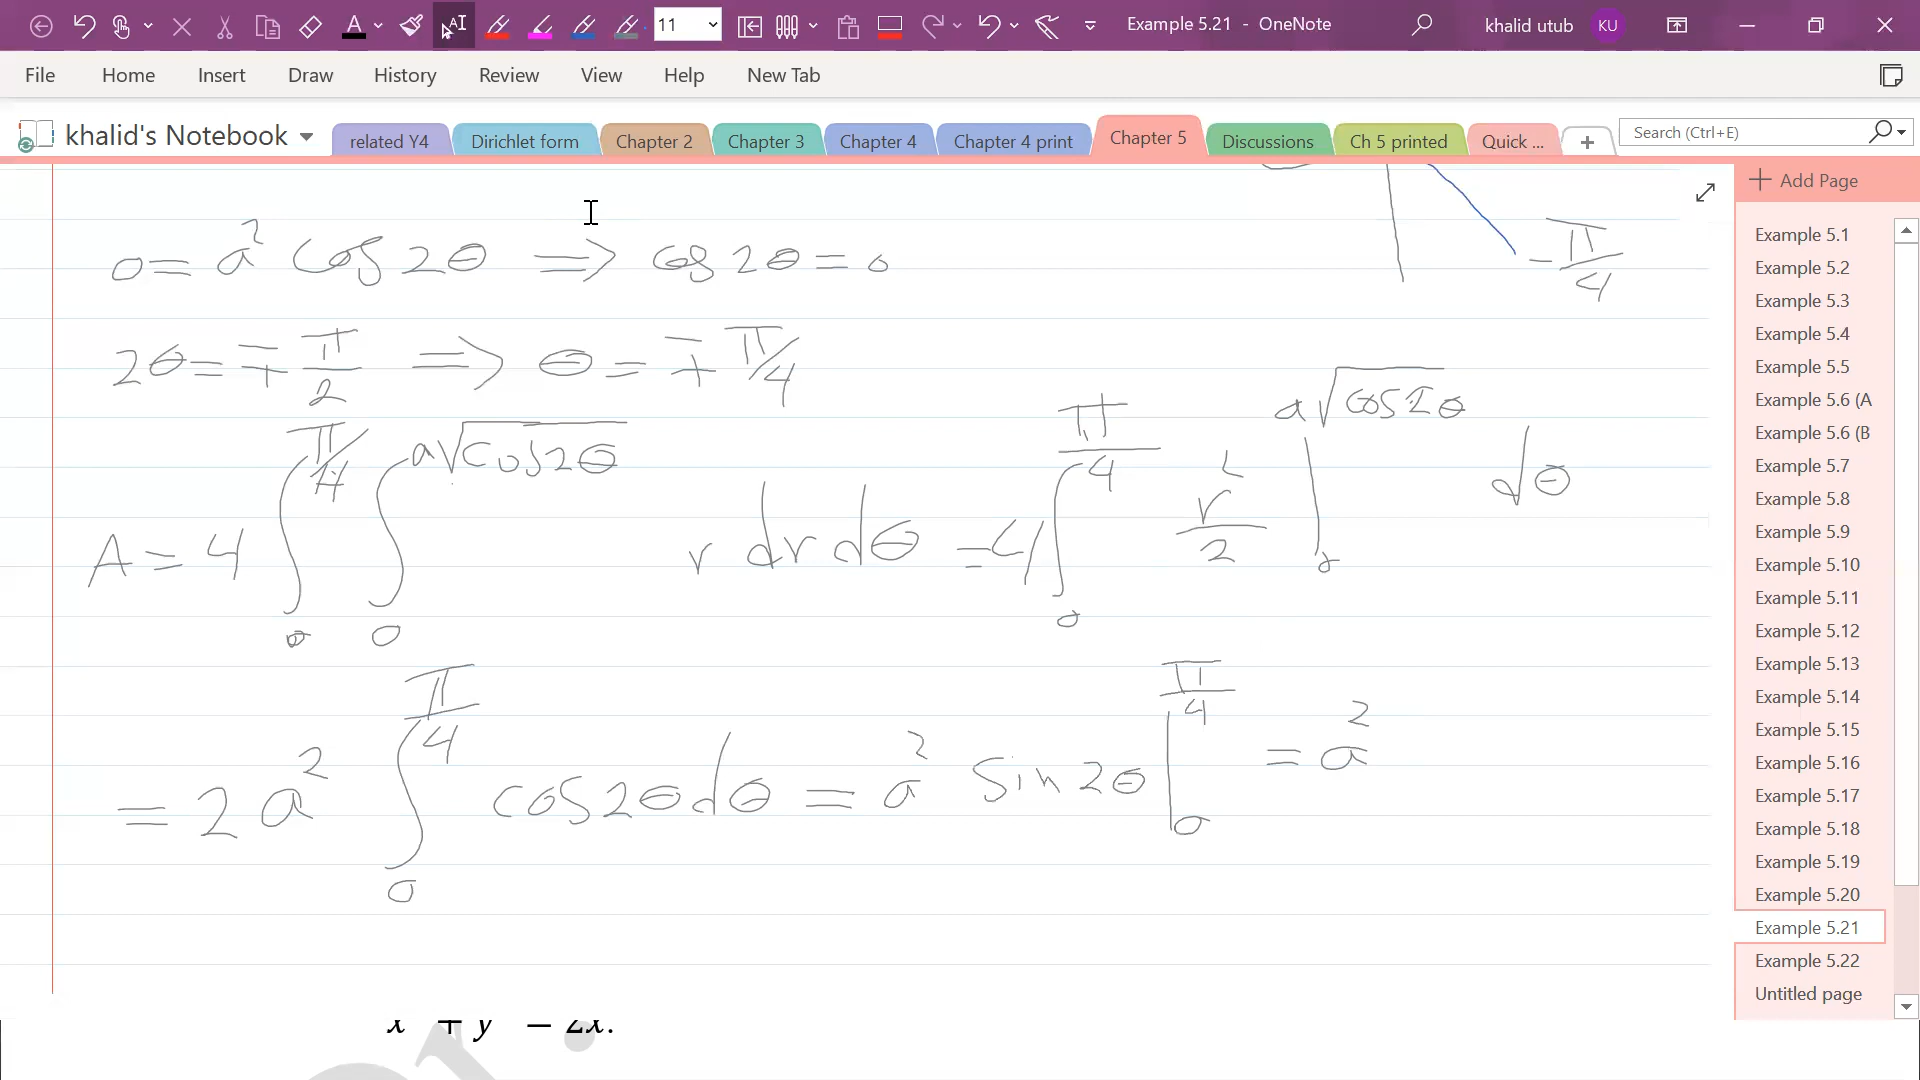 11
Example 5.21 - OneNote
khalid utub
KU
File Home Insert Draw History Review View Help New Tab
khalid's Notebook
related Y4
Dirichlet form
Chapter 2
Chapter 3
Chapter 4
Chapter 4 print
Chapter 5
Discussions
Ch 5 printed
Quick ...
Search (Ctrl+E)
-π/4
0 = a² cos 2θ ⇒ cos 2θ = 0
2θ = ∓ π/2 ⇒ θ = ∓ π/4
A = 4 ∫₀^{π/4} ∫₀^{a√cos2θ} r dr dθ = 4 ∫₀^{π/4} r²/2 |₀^{a√cos2θ} dθ
= 2a² ∫₀^{π/4} cos2θ dθ = a² sin 2θ |₀^{π/4} = a²
Add Page
Example 5.1
Example 5.2
Example 5.3
Example 5.4
Example 5.5
Example 5.6 (A
Example 5.6 (B
Example 5.7
Example 5.8
Example 5.9
Example 5.10
Example 5.11
Example 5.12
Example 5.13
Example 5.14
Example 5.15
Example 5.16
Example 5.17
Example 5.18
Example 5.19
Example 5.20
Example 5.21
Example 5.22
Untitled page